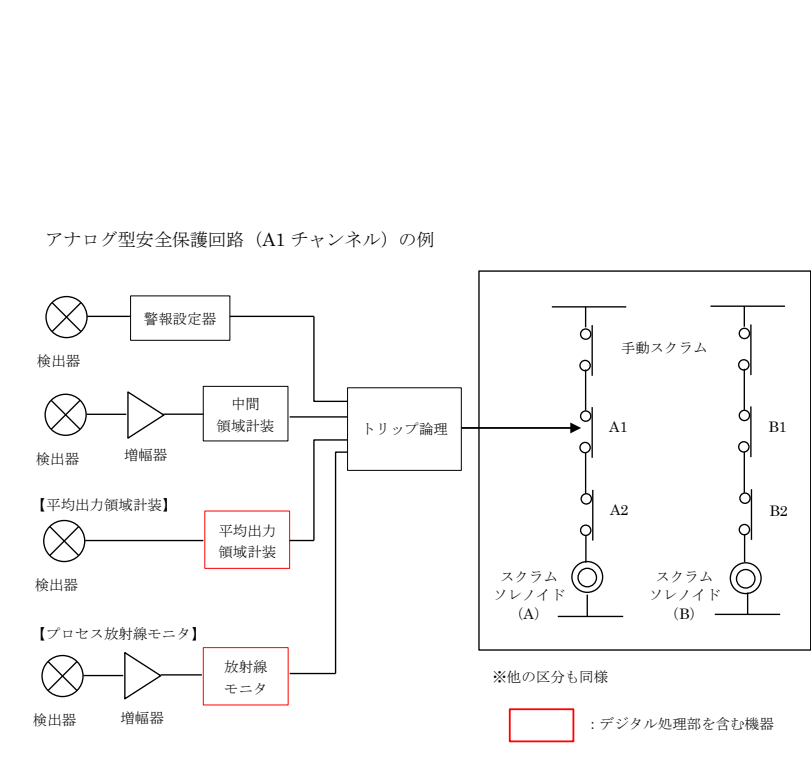 アナログ型安全保護回路（A1 チャンネル）の例
検出器
警報設定器
検出器
増幅器
中間
領域計装
【平均出力領域計装】
検出器
平均出力
領域計装
【プロセス放射線モニタ】
検出器
増幅器
放射線
モニタ
トリップ論理
手動スクラム
A1
B1
A2
B2
スクラム
ソレノイド
（A）
スクラム
ソレノイド
（B）
※他の区分も同様
：デジタル処理部を含む機器